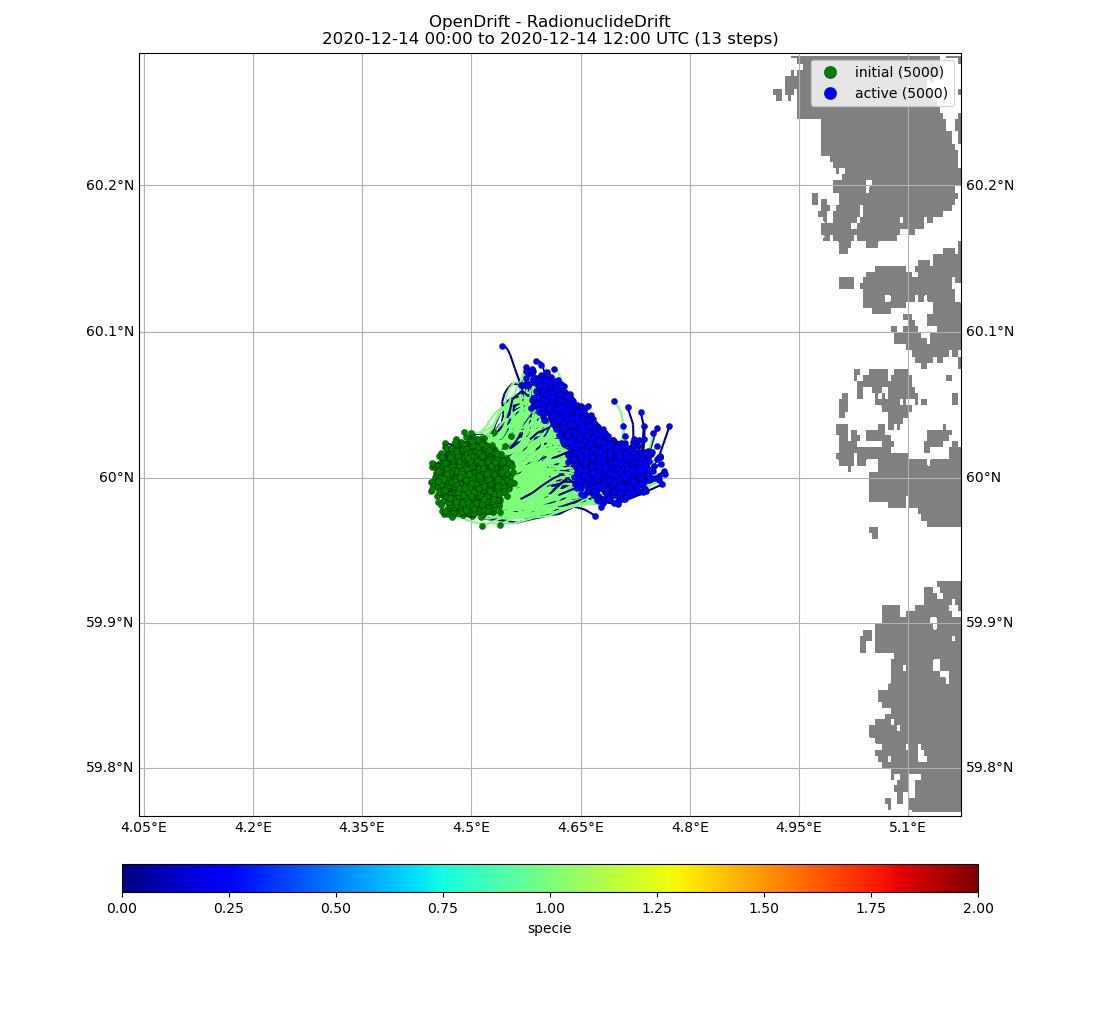 OpenDrift - RadionuclideDrift
2020-12-14 00:00 to 2020-12-14 12:00 UTC (13 steps)
initial (5000)
active (5000)
60.2°N 60.2°N
60.1°N 60.1°N
60°N 60°N
59.9°N 59.9°N
59.8°N 59.8°N
4.05°E 4.2°E 4.35°E 4.5°E 4.65°E 4.8°E 4.95°E 5.1°E
0.00 0.25 0.50 0.75 1.00 1.25 1.50 1.75 2.00
specie